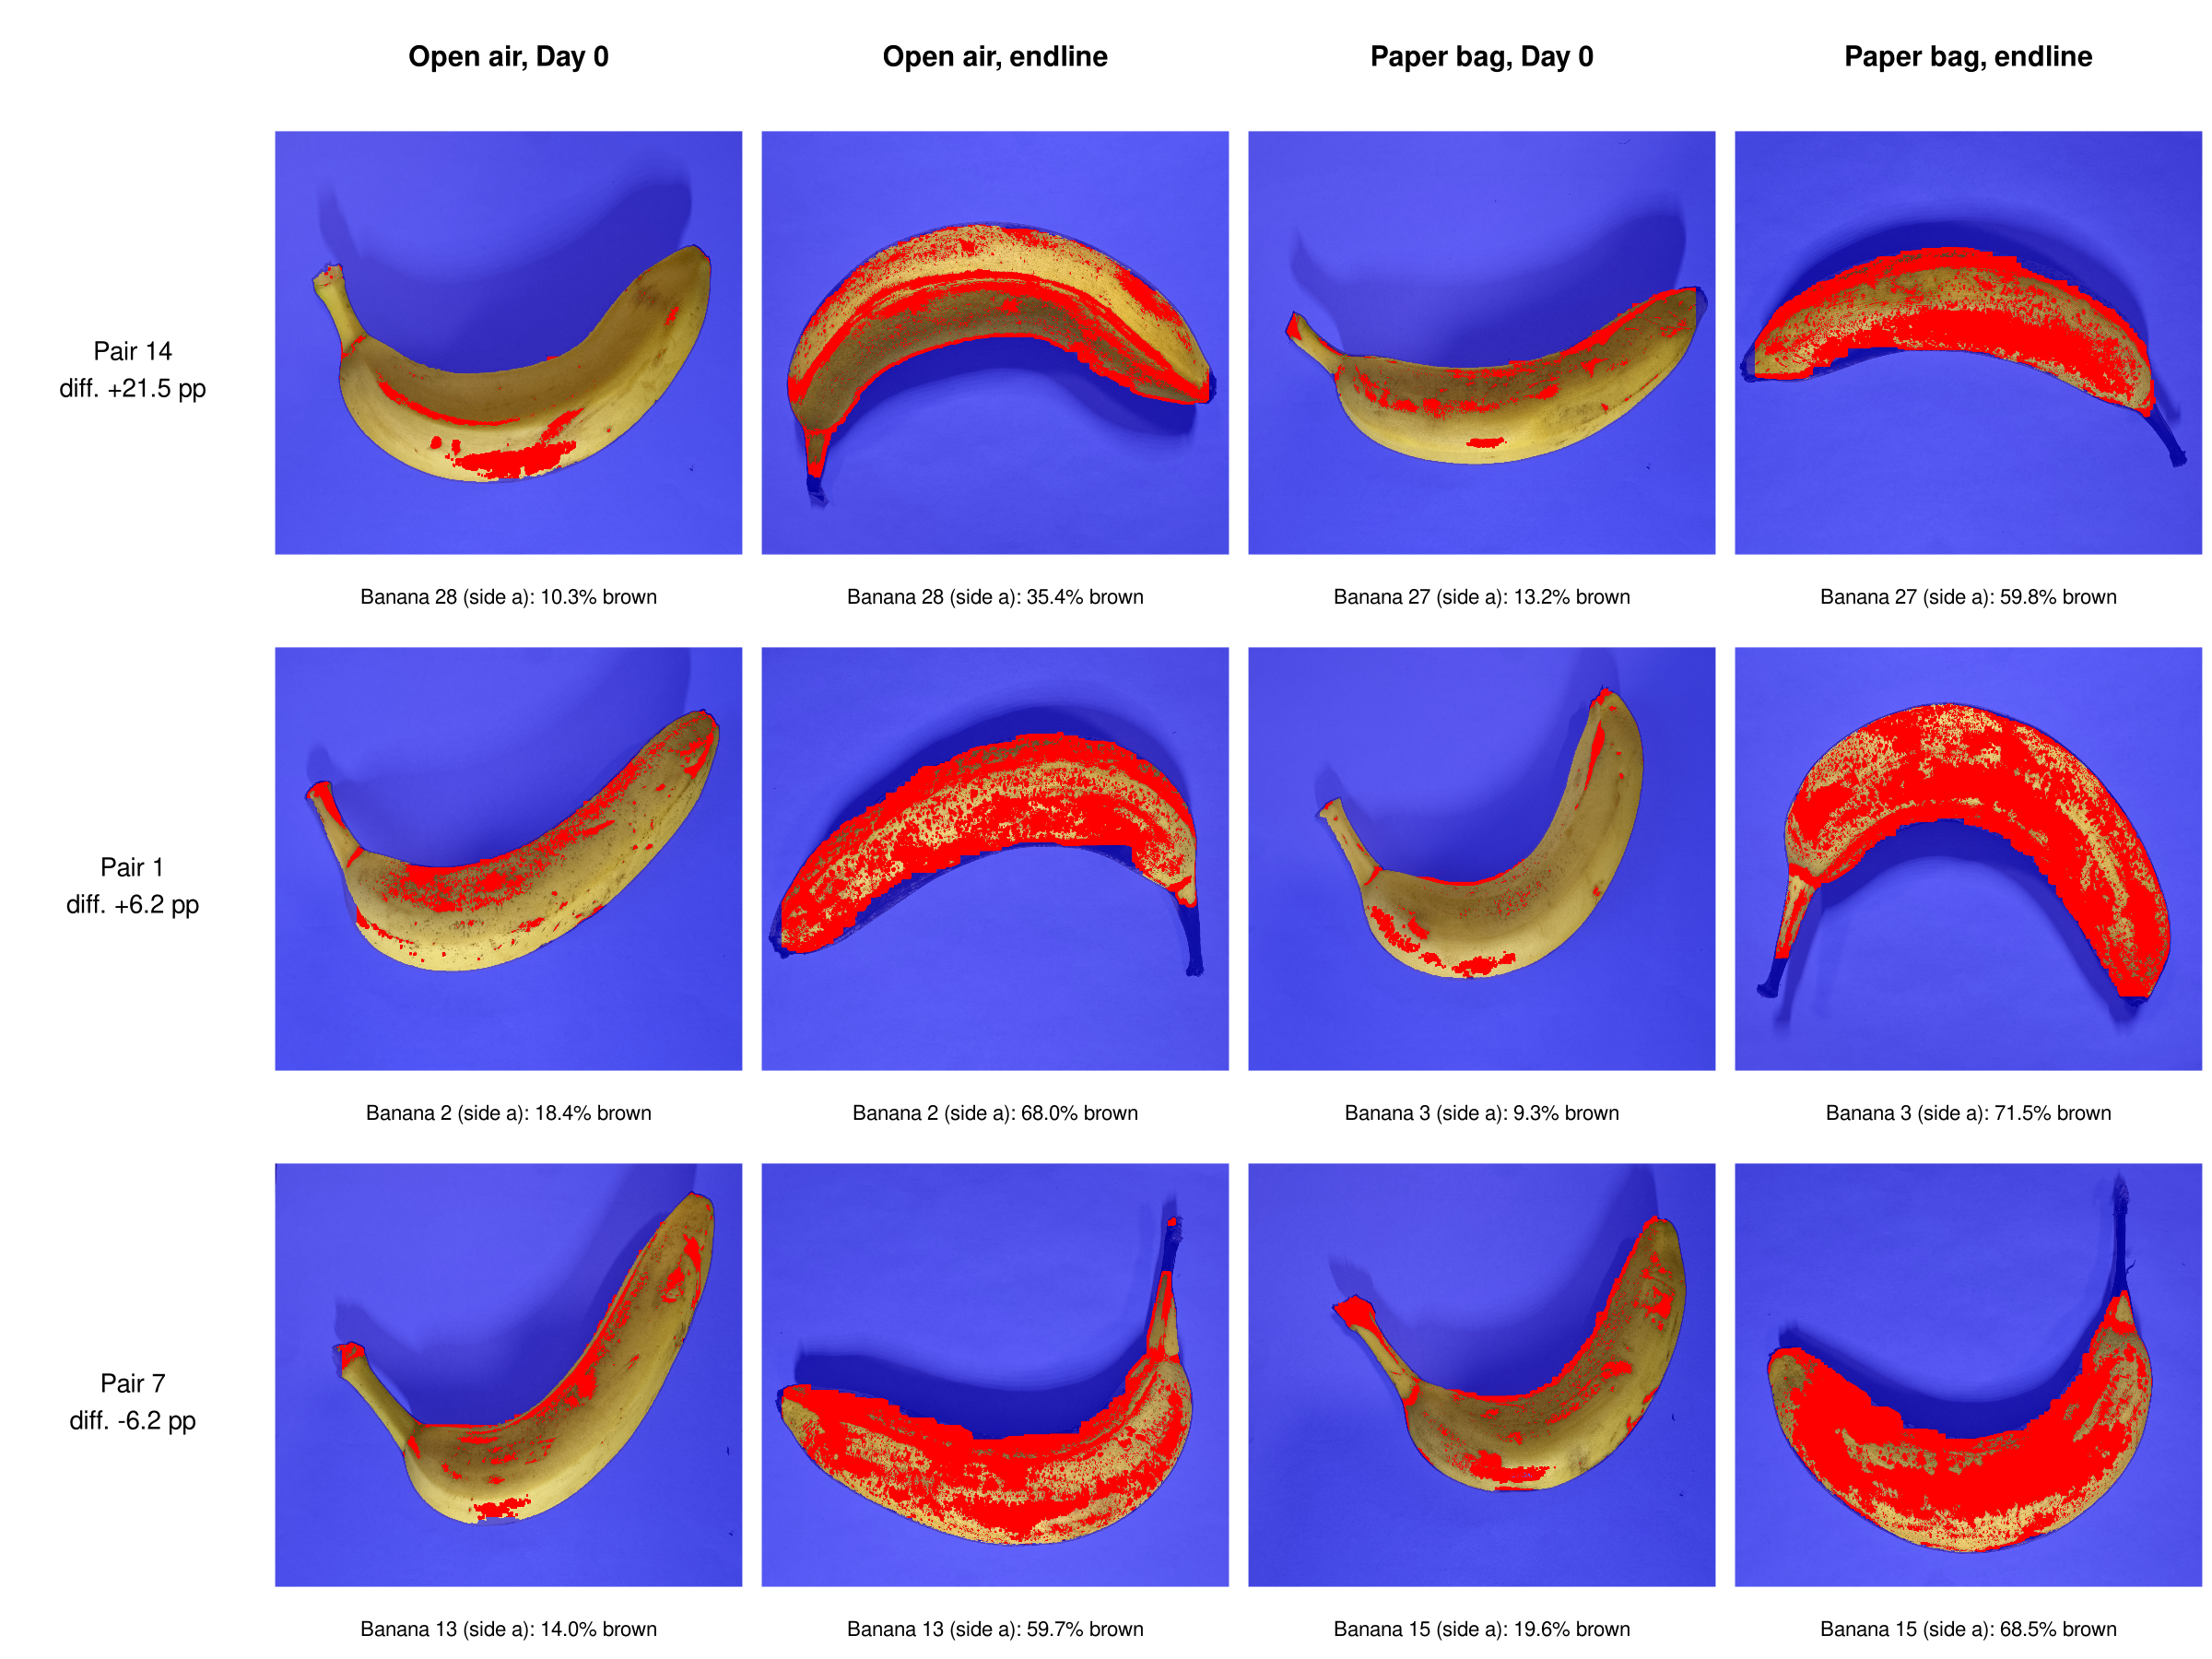 Open air, Day 0
Open air, endline
Paper bag, Day 0
Paper bag, endline
Pair 14
diff. +21.5 pp
Banana 28 (side a): 10.3% brown
Banana 28 (side a): 35.4% brown
Banana 27 (side a): 13.2% brown
Banana 27 (side a): 59.8% brown
Pair 1
diff. +6.2 pp
Banana 2 (side a): 18.4% brown
Banana 2 (side a): 68.0% brown
Banana 3 (side a): 9.3% brown
Banana 3 (side a): 71.5% brown
Pair 7
diff. -6.2 pp
Banana 13 (side a): 14.0% brown
Banana 13 (side a): 59.7% brown
Banana 15 (side a): 19.6% brown
Banana 15 (side a): 68.5% brown